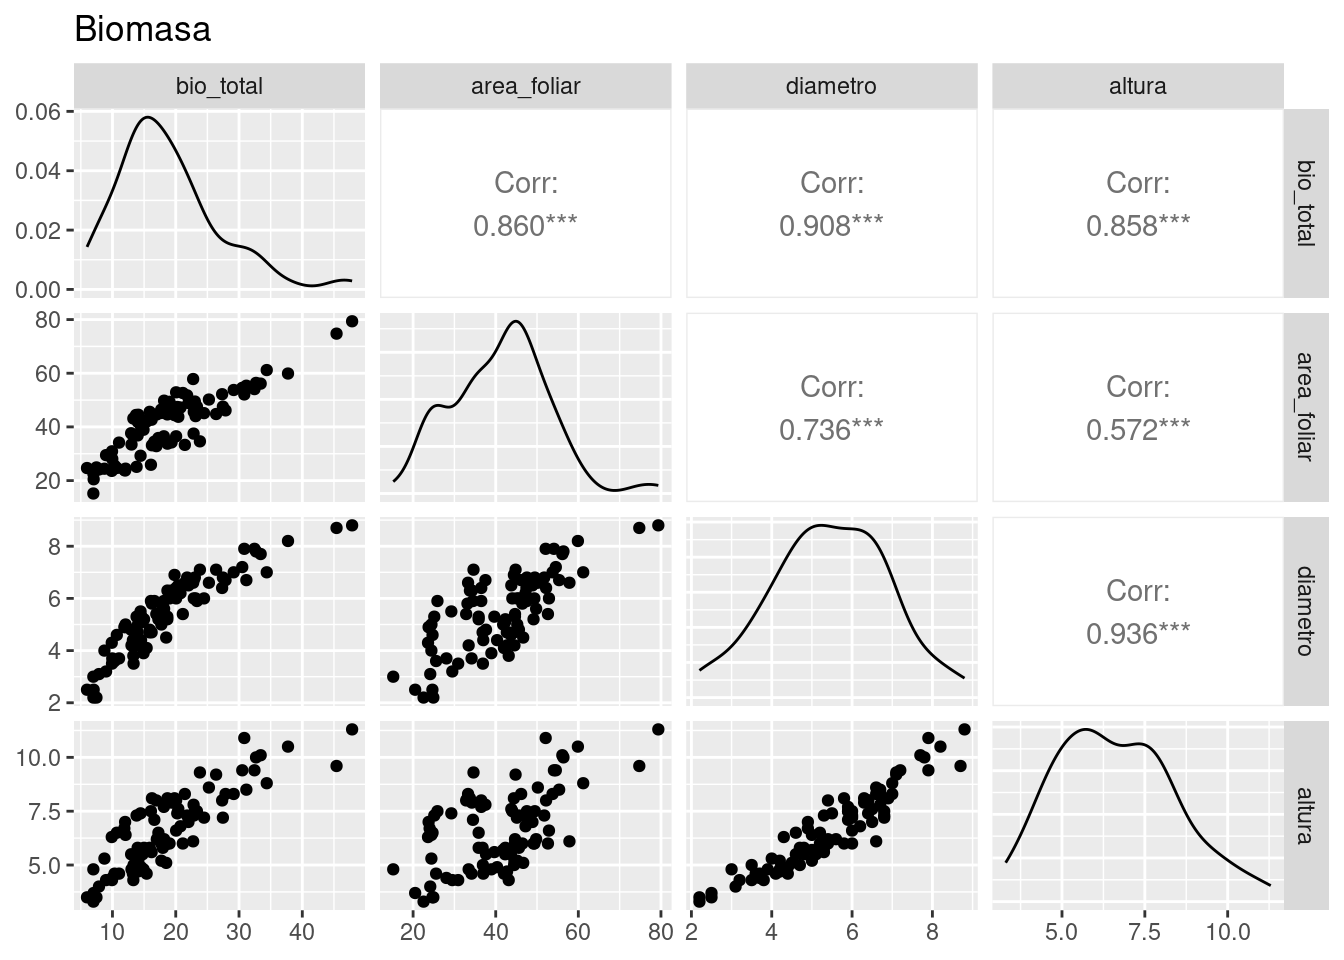 Biomasa
bio_total area_foliar diametro altura
0.06
0.04
0.02
0.00
Corr:
0.860***
Corr:
0.908***
Corr:
0.858***
bio_total
80
60
40
20
Corr:
0.736***
Corr:
0.572***
area_foliar
8
6
4
2
Corr:
0.936***
diametro
10.0
7.5
5.0
altura
10 20 30 40 20 40 60 80 2 4 6 8 5.0 7.5 10.0